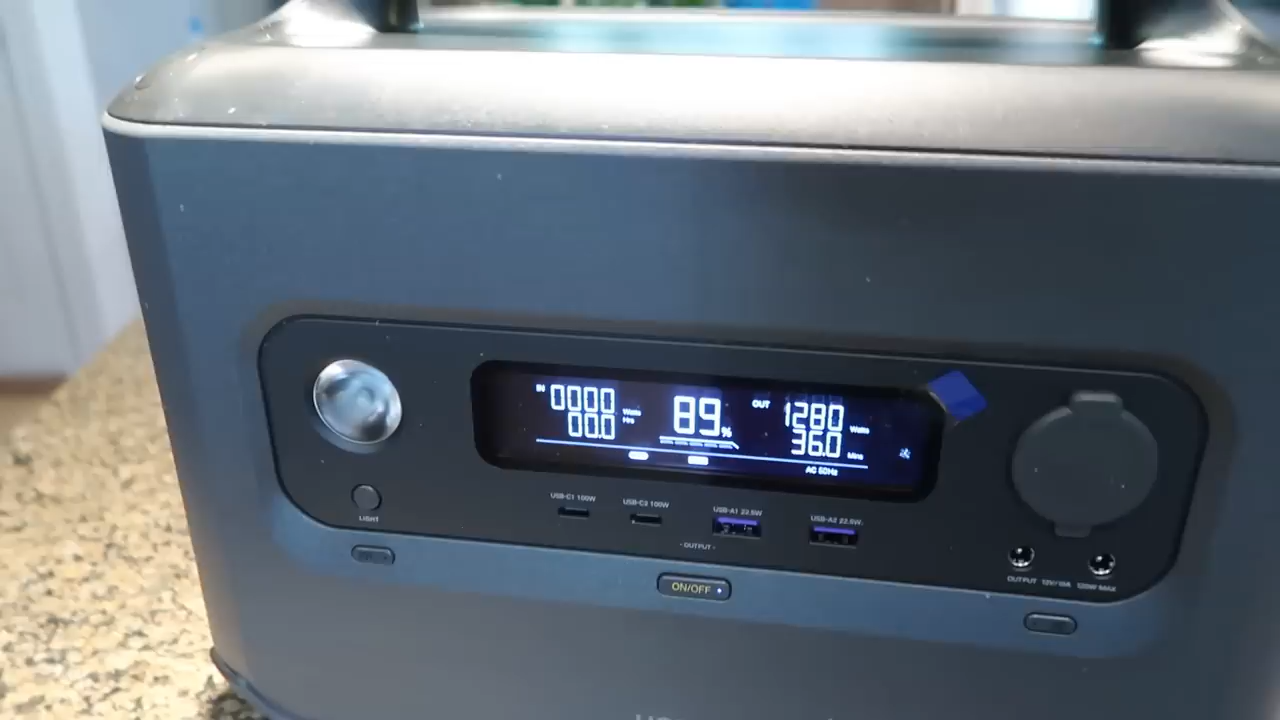 IN 0000 Watts
00.0 Hrs
89%
OUT 1280 Watts
36.0 Mins
AC 60Hz
USB-C1 100W
USB-C2 100W
USB-A1 22.5W
USB-A2 22.5W
- OUTPUT -
LIGHT
ON/OFF
OUTPUT 12V/10A 120W MAX